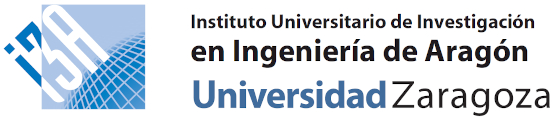 i3A
Instituto Universitario de Investigación
en Ingeniería de Aragón
Universidad Zaragoza